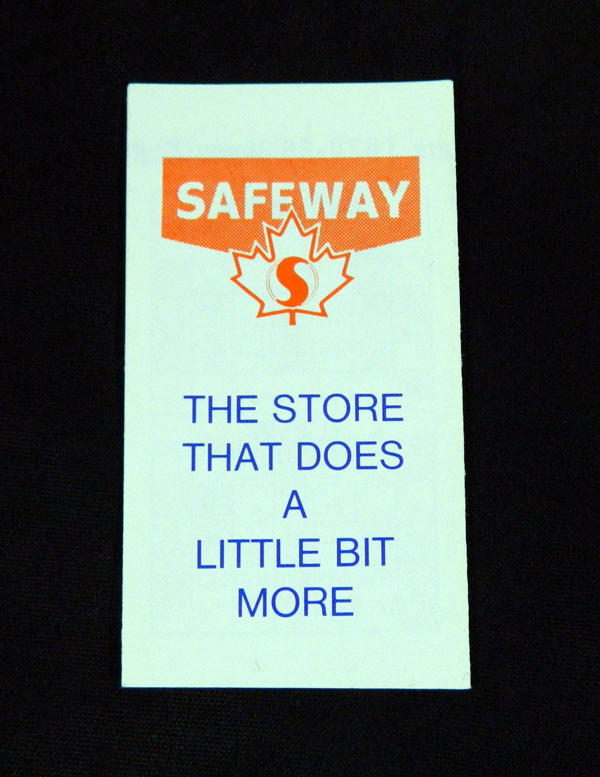 SAFEWAY
S
THE STORE
THAT DOES
A
LITTLE BIT
MORE